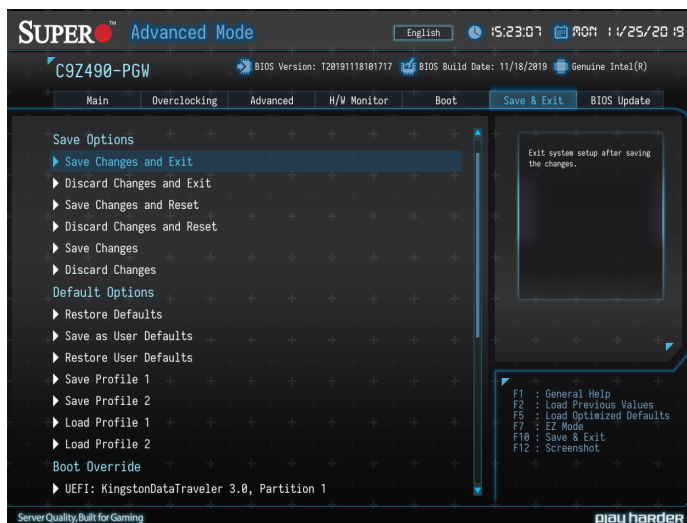 SUPER™ Advanced Mode English 15:23:07 MON 11/25/2019
C9Z490-PGW BIOS Version: T20191118101717 BIOS Build Date: 11/18/2019 Genuine Intel(R)
Main Overclocking Advanced H/W Monitor Boot Save & Exit BIOS Update
Save Options
Save Changes and Exit
Discard Changes and Exit
Save Changes and Reset
Discard Changes and Reset
Save Changes
Discard Changes
Default Options
Restore Defaults
Save as User Defaults
Restore User Defaults
Save Profile 1
Save Profile 2
Load Profile 1
Load Profile 2
Boot Override
UEFI: KingstonDataTraveler 3.0, Partition 1
Exit system setup after saving
the changes.
F1 : General Help
F2 : Load Previous Values
F5 : Load Optimized Defaults
F7 : EZ Mode
F10 : Save & Exit
F12 : Screenshot
Server Quality, Built for Gaming play harder